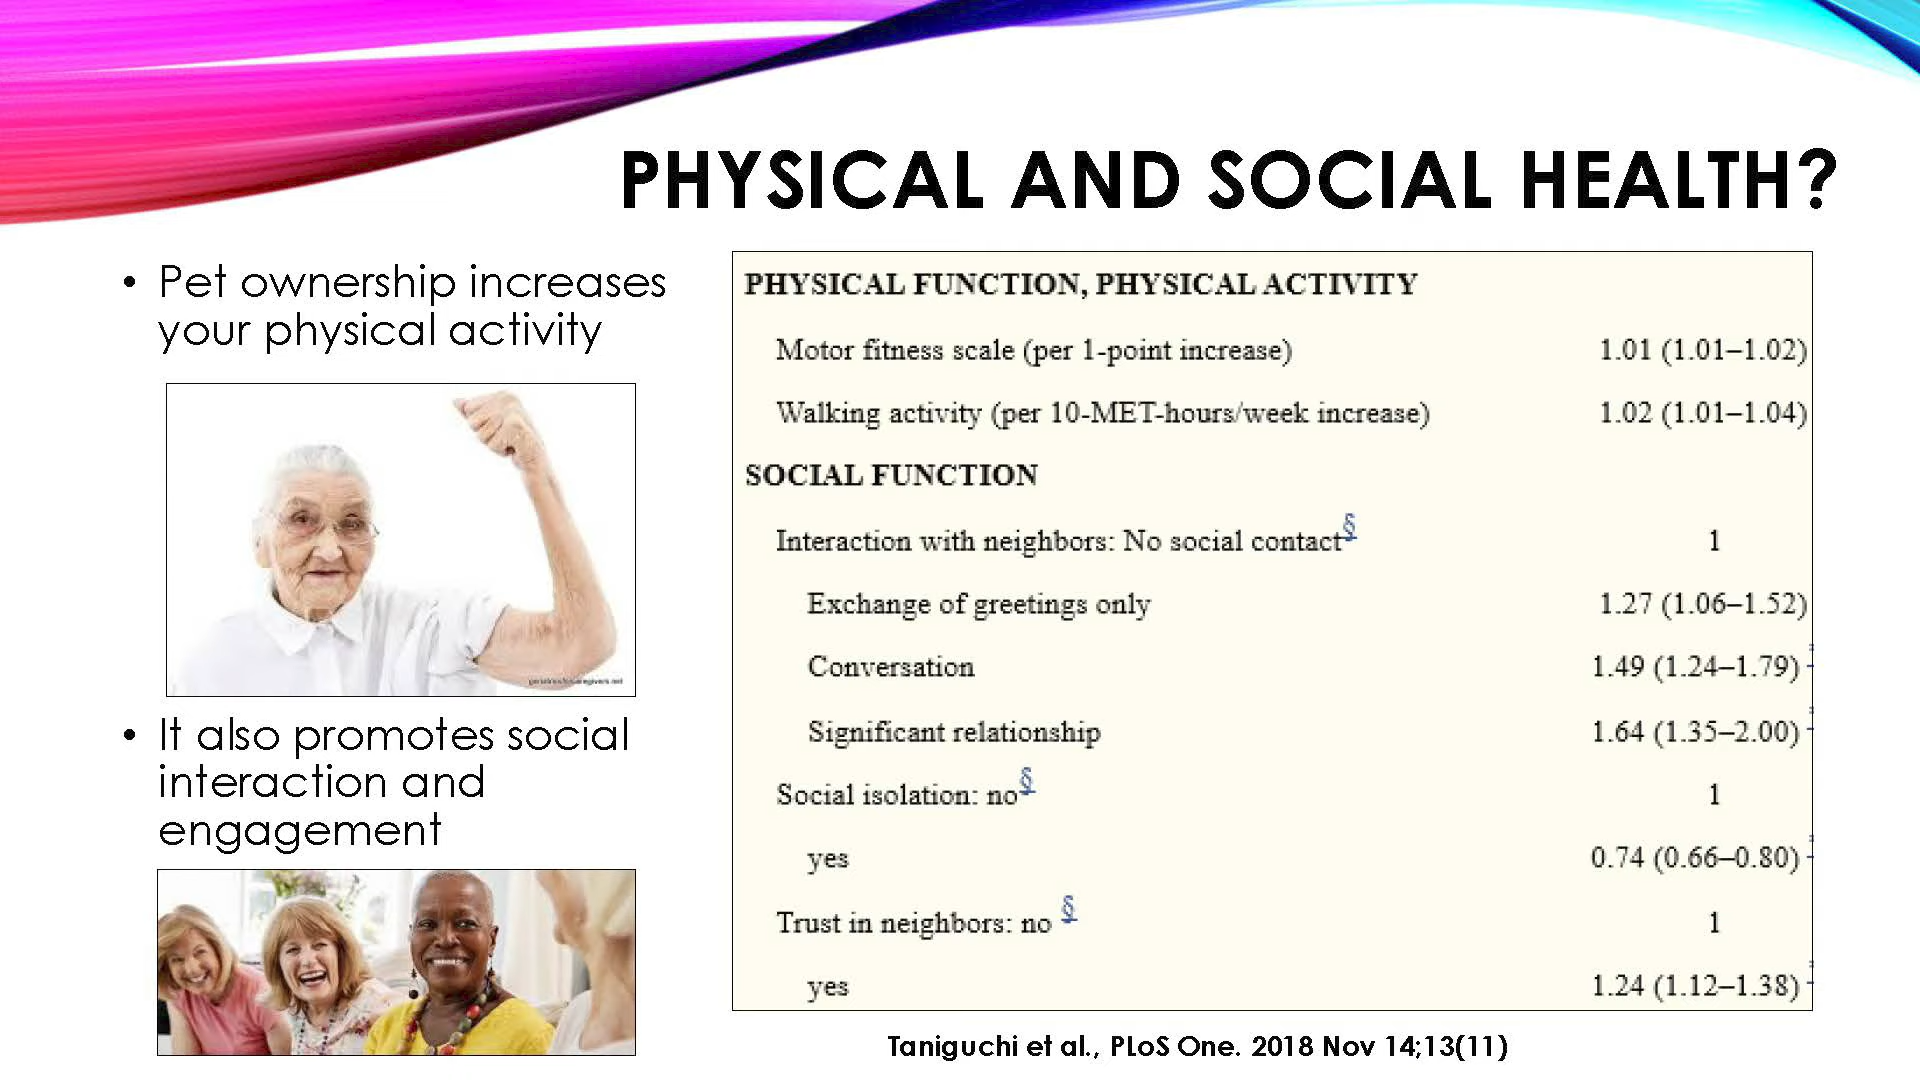 PHYSICAL AND SOCIAL HEALTH?
• Pet ownership increases
your physical activity
• It also promotes social
interaction and
engagement
PHYSICAL FUNCTION, PHYSICAL ACTIVITY
Motor fitness scale (per 1-point increase) 1.01 (1.01–1.02)
Walking activity (per 10-MET-hours/week increase) 1.02 (1.01–1.04)
SOCIAL FUNCTION
Interaction with neighbors: No social contact§ 1
Exchange of greetings only 1.27 (1.06–1.52)
Conversation 1.49 (1.24–1.79)
Significant relationship 1.64 (1.35–2.00)
Social isolation: no§ 1
yes 0.74 (0.66–0.80)
Trust in neighbors: no § 1
yes 1.24 (1.12–1.38)
Taniguchi et al., PLoS One. 2018 Nov 14;13(11)